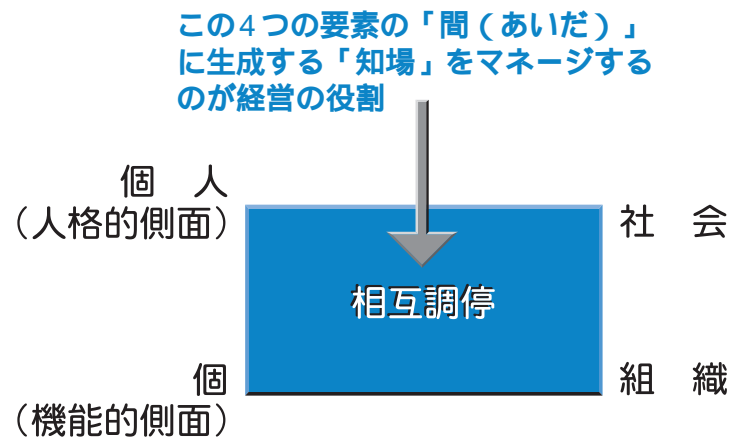 この4つの要素の「間（あいだ）」
に生成する「知場」をマネージする
のが経営の役割
個　人
（人格的側面）
社　会
相互調停
個
（機能的側面）
組　織